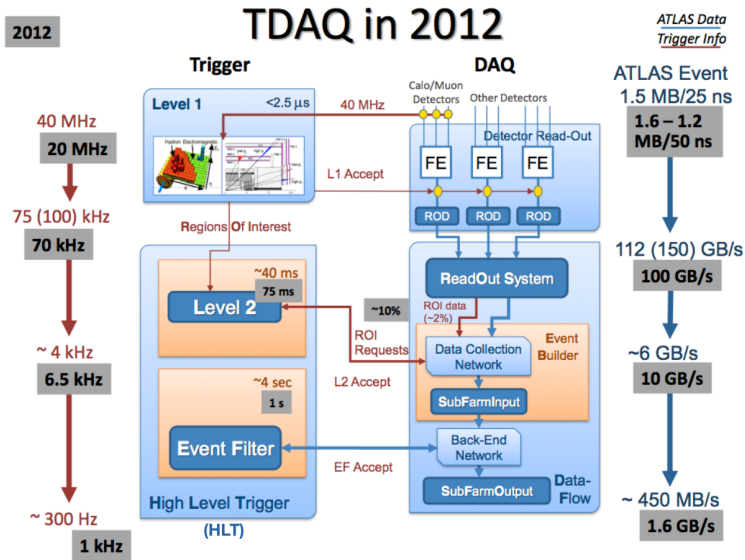 TDAQ in 2012
2012
ATLAS Data
Trigger Info
Trigger
DAQ
Level 1
<2.5 μs
40 MHz
Calo/Muon
Detectors
Other Detectors
Detector Read-Out
ATLAS Event
1.5 MB/25 ns
1.6 – 1.2
MB/50 ns
40 MHz
20 MHz
Hadron Electromagnetic
FE
FE
FE
L1 Accept
ROD
ROD
ROD
75 (100) kHz
70 kHz
Regions Of Interest
112 (150) GB/s
100 GB/s
~40 ms
75 ms
Level 2
ReadOut System
~10%
ROI data
(~2%)
ROI
Requests
Event
Builder
Data Collection
Network
~ 4 kHz
6.5 kHz
~6 GB/s
10 GB/s
~4 sec
1 s
L2 Accept
SubFarmInput
Event Filter
Back-End
Network
EF Accept
SubFarmOutput
Data-
Flow
High Level Trigger
(HLT)
~ 300 Hz
1 kHz
~ 450 MB/s
1.6 GB/s